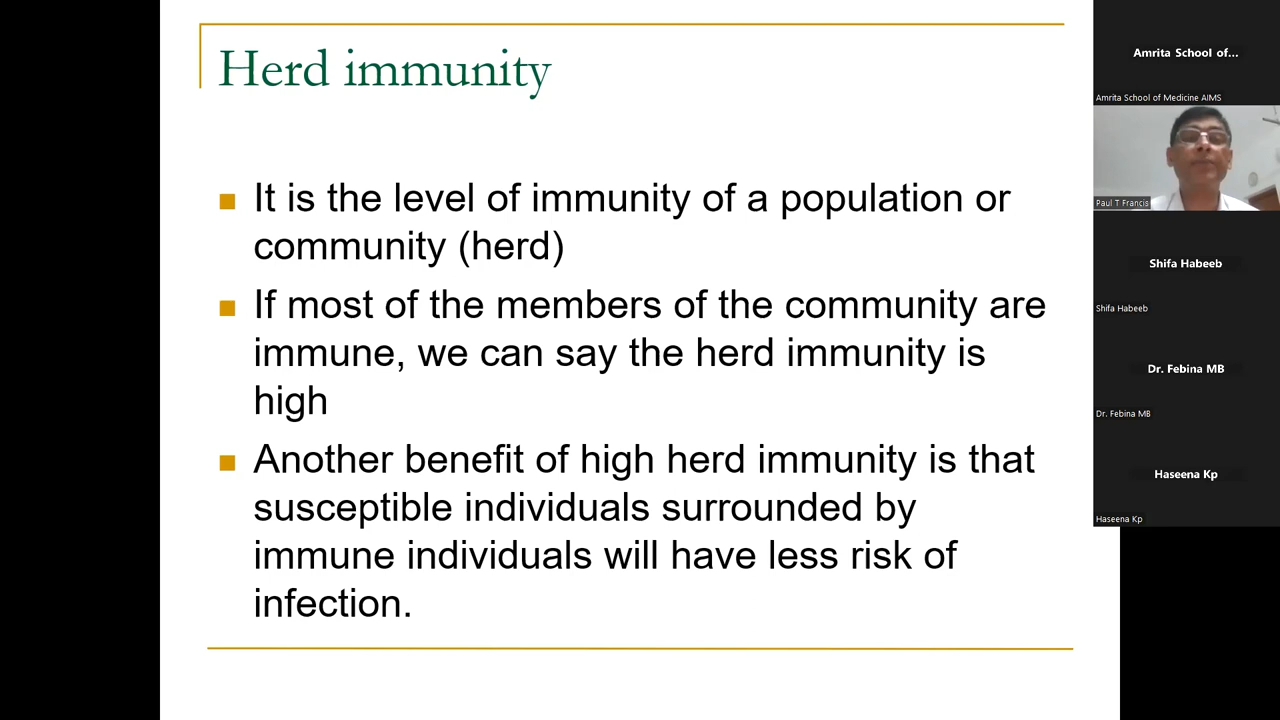 Herd immunity
It is the level of immunity of a population or
community (herd)
If most of the members of the community are
immune, we can say the herd immunity is
high
Another benefit of high herd immunity is that
susceptible individuals surrounded by
immune individuals will have less risk of
infection.
Amrita School of...
Amrita School of Medicine AIMS
Paul T Francis
Shifa Habeeb
Shifa Habeeb
Dr. Febina MB
Dr. Febina MB
Haseena Kp
Haseena Kp